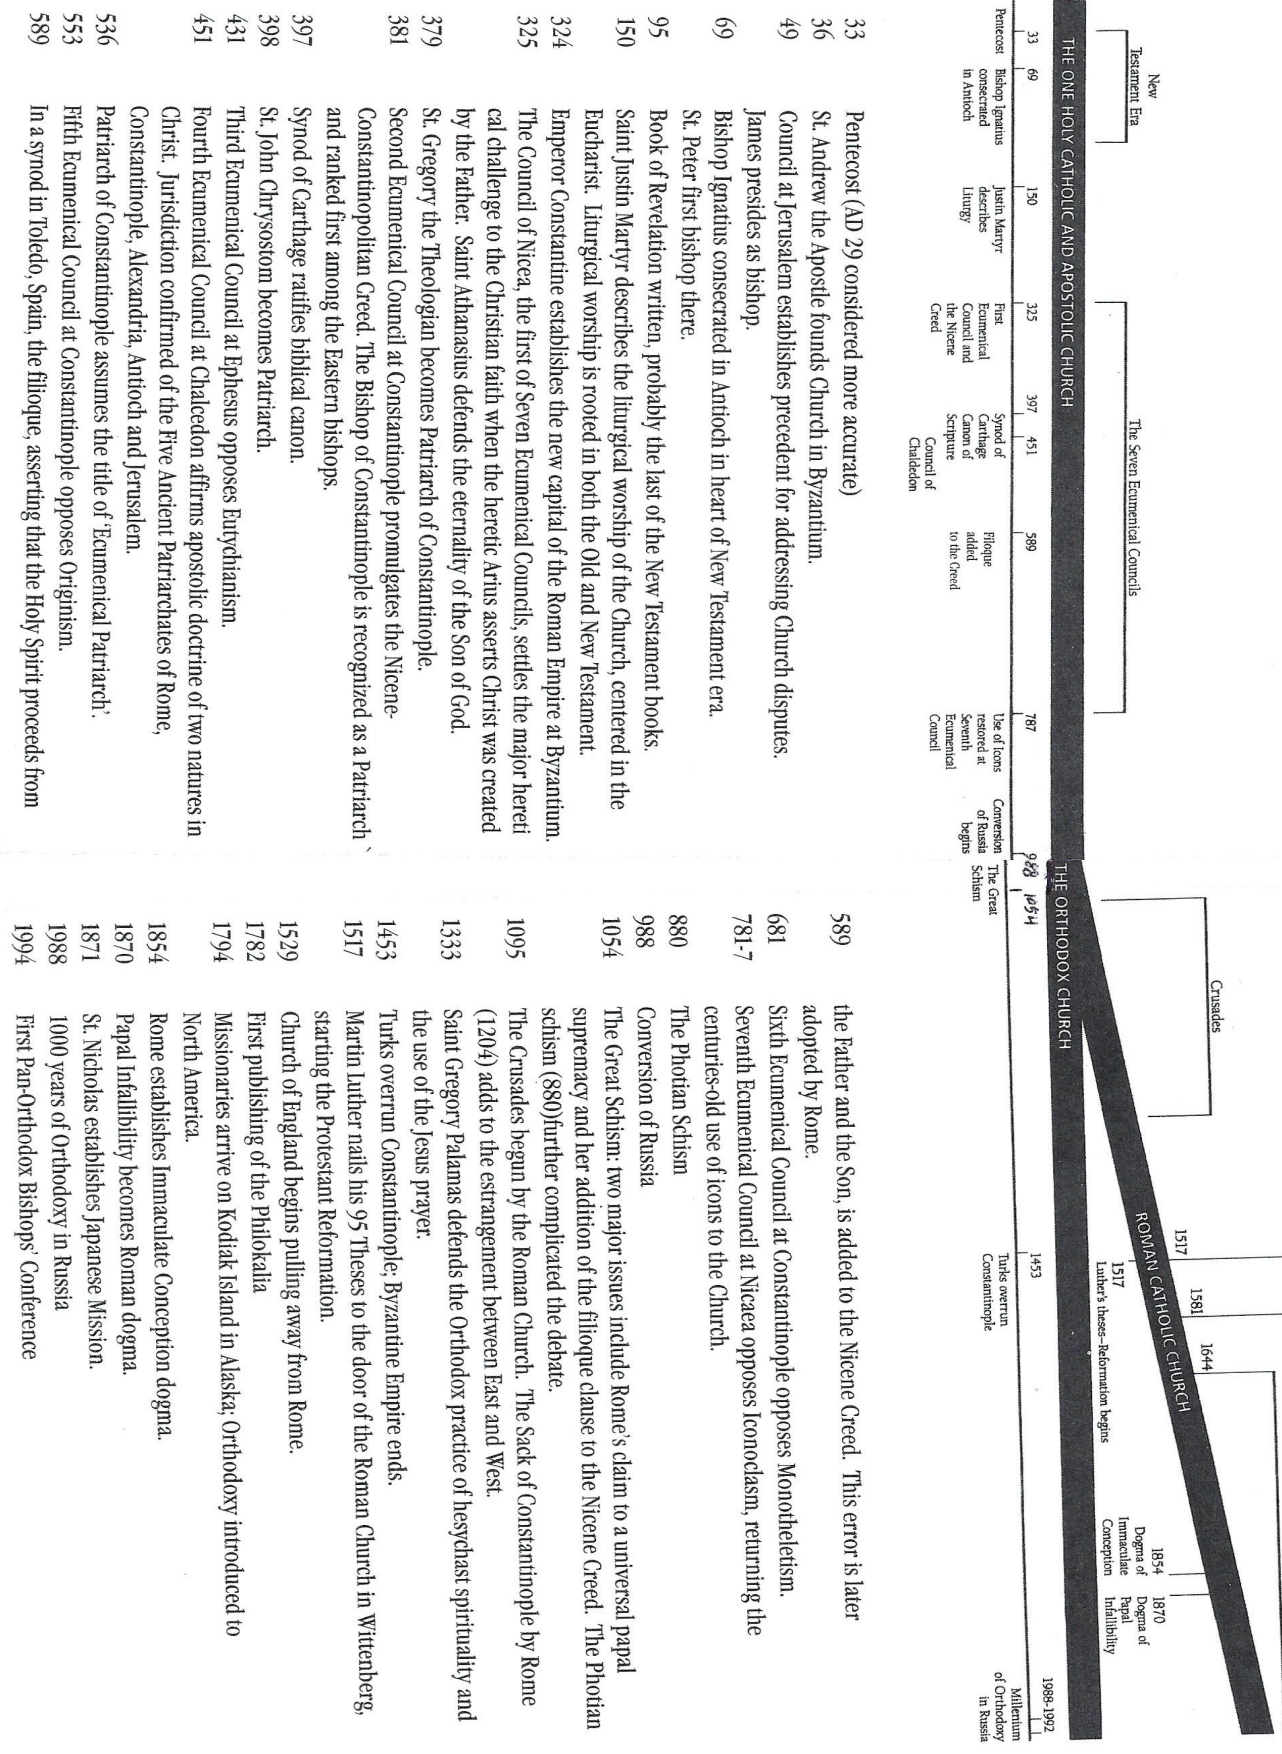 New
Testament Era
The Seven Ecumenical Councils
Crusades
THE ONE HOLY CATHOLIC AND APOSTOLIC CHURCH
THE ORTHODOX CHURCH
ROMAN CATHOLIC CHURCH
33
Pentecost
69
Bishop Ignatius
consecrated
in Antioch
150
Justin Martyr
describes
Liturgy
325
First
Ecumenical
Council and
the Nicene
Creed
397
Synod of
Carthage
Canon of
Scripture
451
Council of
Chaldedon
589
Filoque
added
to the Creed
787
Use of Icons
restored at
Seventh
Ecumenical
Council
988
Conversion
of Russia
begins
1054
The Great
Schism
1453
Turks overrun
Constantinople
1517
1517
Luther's theses–Reformation begins
1581
1644
1854
Dogma of
Immaculate
Conception
1870
Dogma of
Papal
Infallibility
1988-1992
Millenium
of Orthodoxy
in Russia
33 Pentecost (AD 29 considered more accurate)
36 St. Andrew the Apostle founds Church in Byzantium.
49 Council at Jerusalem establishes precedent for addressing Church disputes.
James presides as bishop.
69 Bishop Ignatius consecrated in Antioch in heart of New Testament era.
St. Peter first bishop there.
95 Book of Revelation written, probably the last of the New Testament books.
150 Saint Justin Martyr describes the liturgical worship of the Church, centered in the
Eucharist. Liturgical worship is rooted in both the Old and New Testament.
324 Emperor Constantine establishes the new capital of the Roman Empire at Byzantium.
325 The Council of Nicea, the first of Seven Ecumenical Councils, settles the major hereti
cal challenge to the Christian faith when the heretic Arius asserts Christ was created
by the Father. Saint Athanasius defends the eternality of the Son of God.
379 St. Gregory the Theologian becomes Patriarch of Constantinople.
381 Second Ecumenical Council at Constantinople promulgates the Nicene-
Constantinopolitan Creed. The Bishop of Constantinople is recognized as a Patriarch
and ranked first among the Eastern bishops.
397 Synod of Carthage ratifies biblical canon.
398 St. John Chrysostom becomes Patriarch.
431 Third Ecumenical Council at Ephesus opposes Eutychianism.
451 Fourth Ecumenical Council at Chalcedon affirms apostolic doctrine of two natures in
Christ. Jurisdiction confirmed of the Five Ancient Patriarchates of Rome,
Constantinople, Alexandria, Antioch and Jerusalem.
536 Patriarch of Constantinople assumes the title of 'Ecumenical Patriarch'.
553 Fifth Ecumenical Council at Constantinople opposes Originism.
589 In a synod in Toledo, Spain, the filioque, asserting that the Holy Spirit proceeds from
589 the Father and the Son, is added to the Nicene Creed. This error is later
adopted by Rome.
681 Sixth Ecumenical Council at Constantinople opposes Monotheletism.
781-7 Seventh Ecumenical Council at Nicaea opposes Iconoclasm, returning the
centuries-old use of icons to the Church.
880 The Photian Schism
988 Conversion of Russia
1054 The Great Schism: two major issues include Rome's claim to a universal papal
supremacy and her addition of the filioque clause to the Nicene Creed. The Photian
schism (880)further complicated the debate.
1095 The Crusades begun by the Roman Church. The Sack of Constantinople by Rome
(1204) adds to the estrangement between East and West.
1333 Saint Gregory Palamas defends the Orthodox practice of hesychast spirituality and
the use of the Jesus prayer.
1453 Turks overrun Constantinople; Byzantine Empire ends.
1517 Martin Luther nails his 95 Theses to the door of the Roman Church in Wittenberg,
starting the Protestant Reformation.
1529 Church of England begins pulling away from Rome.
1782 First publishing of the Philokalia
1794 Missionaries arrive on Kodiak Island in Alaska; Orthodoxy introduced to
North America.
1854 Rome establishes Immaculate Conception dogma.
1870 Papal Infallibility becomes Roman dogma.
1871 St. Nicholas establishes Japanese Mission.
1988 1000 years of Orthodoxy in Russia
1994 First Pan-Orthodox Bishops' Conference